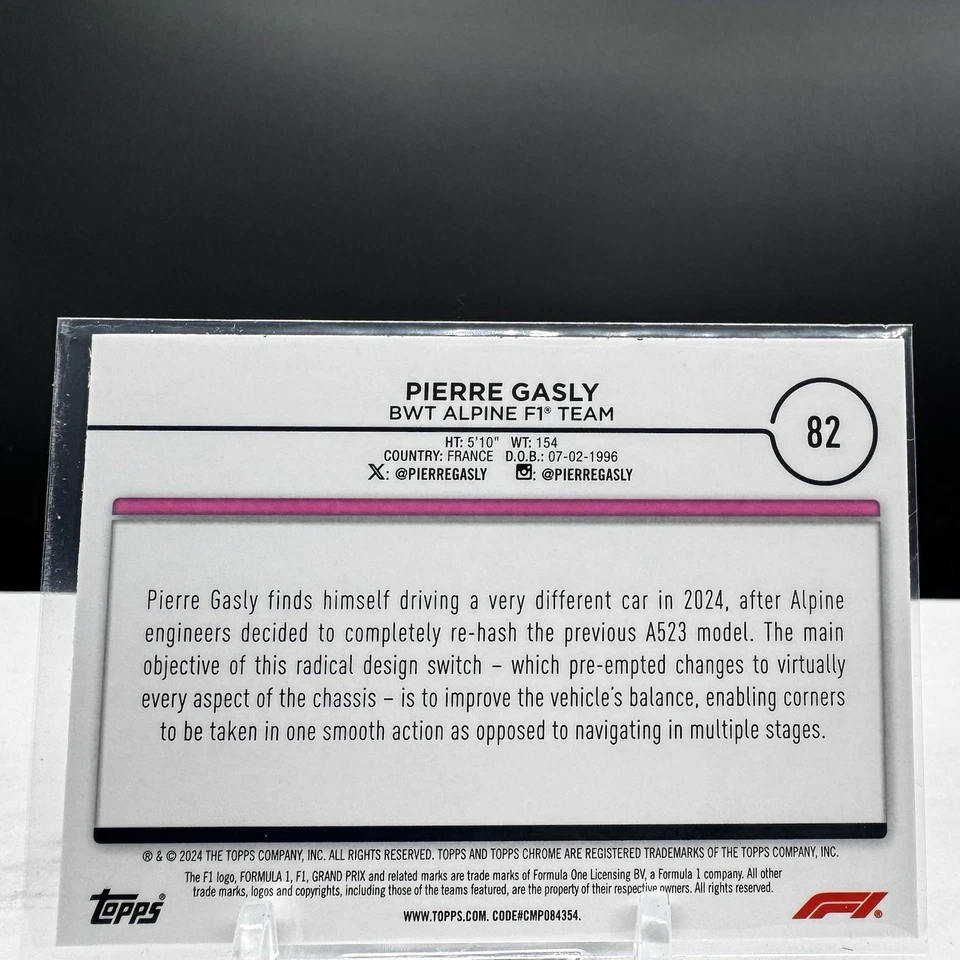 PIERRE GASLY
BWT ALPINE F1® TEAM
82
HT: 5'10" WT: 154
COUNTRY: FRANCE D.O.B.: 07-02-1996
X: @PIERREGASLY : @PIERREGASLY
Pierre Gasly finds himself driving a very different car in 2024, after Alpine
engineers decided to completely re-hash the previous A523 model. The main
objective of this radical design switch – which pre-empted changes to virtually
every aspect of the chassis – is to improve the vehicle's balance, enabling corners
to be taken in one smooth action as opposed to navigating in multiple stages.
® & © 2024 THE TOPPS COMPANY, INC. ALL RIGHTS RESERVED. TOPPS AND TOPPS CHROME ARE REGISTERED TRADEMARKS OF THE TOPPS COMPANY, INC.
The F1 logo, FORMULA 1, F1, GRAND PRIX and related marks are trade marks of Formula One Licensing BV, a Formula 1 company. All other
trade marks, logos and copyrights, including those of the teams featured, are the property of their respective owners. All rights reserved.
TOPPS®
WWW.TOPPS.COM. CODE#CMP084354.
F1®